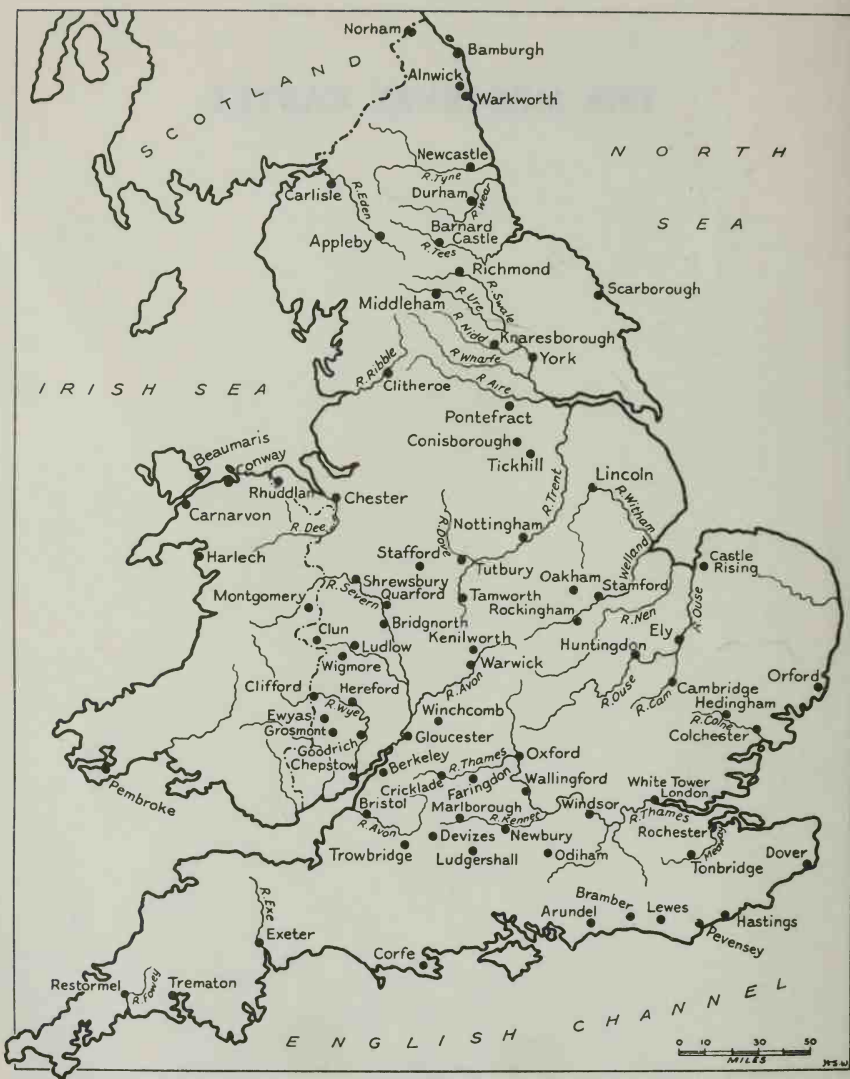 Norham
Bamburgh
SCOTLAND
Alnwick
Warkworth
NORTH
SEA
Newcastle
R.Tyne
Carlisle
R.Eden
Durham
R.Wear
Barnard
Castle
Appleby
R.Tees
Richmond
Scarborough
Middleham
R.Ure
R.Swale
R.Nidd
Knaresborough
York
R.Wharfe
IRISH SEA
R.Ribble
Clitheroe
R.Aire
Pontefract
Conisborough
Tickhill
Beaumaris
Conway
Rhuddlan
Chester
Lincoln
R.Trent
R.Witham
Carnarvon
R.Dee
R.Dove
Nottingham
Harlech
Stafford
Tutbury
Welland
Castle
Rising
Oakham
Stamford
Shrewsbury
R.Severn
Quarford
Tamworth
Rockingham
Montgomery
R.Nen
R.Ouse
Bridgnorth
Ely
Clun
Ludlow
Kenilworth
Huntingdon
Wigmore
Warwick
Orford
Clifford
Hereford
R.Avon
R.Ouse
R.Cam
Cambridge
R.Wye
Winchcomb
Hedingham
Ewyas
R.Colne
Grosmont
Gloucester
Colchester
Goodrich
Chepstow
Berkeley
R.Thames
Oxford
Cricklade
Faringdon
Wallingford
White Tower
London
Pembroke
Bristol
Marlborough
R.Kennet
Windsor
R.Thames
R.Avon
Devizes
Newbury
Rochester
Medway
Trowbridge
Ludgershall
Odiham
Tonbridge
Dover
Bramber
Arundel
Lewes
Hastings
Pevensey
R.Exe
Exeter
Corfe
Restormel
R.Fowey
Trematon
ENGLISH CHANNEL
0 10 30 50
MILES